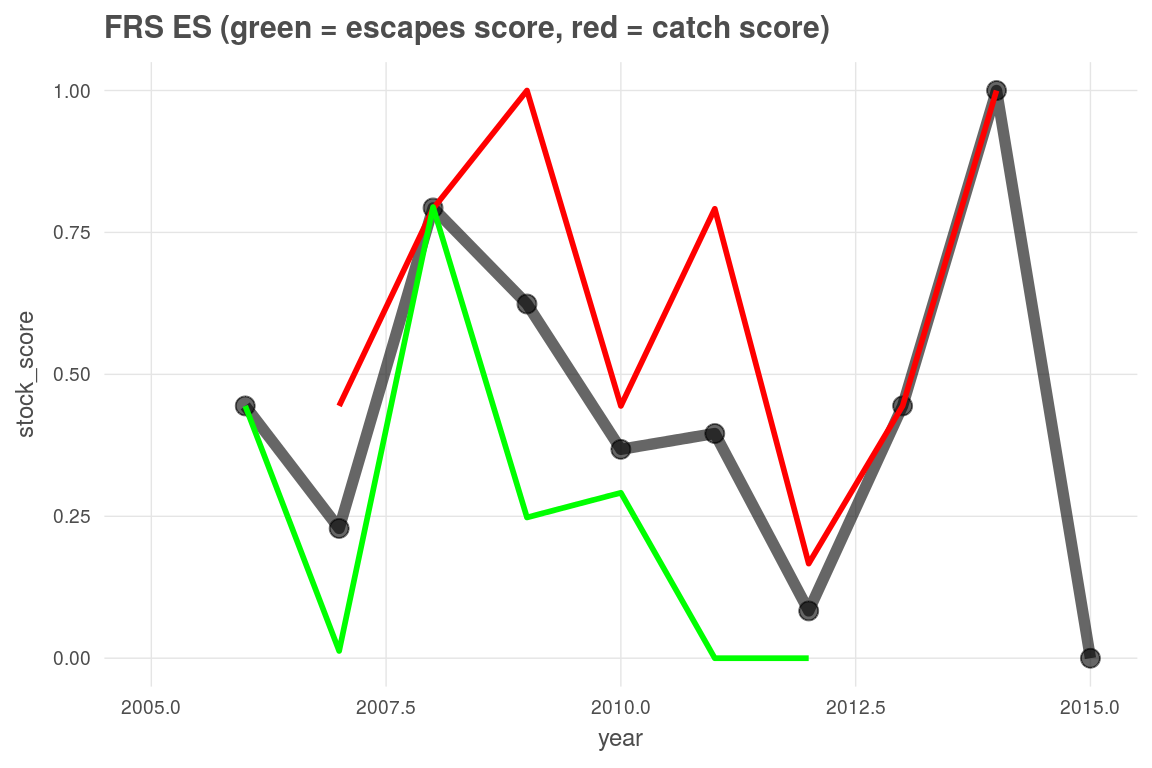 FRS ES (green = escapes score, red = catch score)
1.00
0.75
0.50
0.25
0.00
stock_score
2005.0 2007.5 2010.0 2012.5 2015.0
year